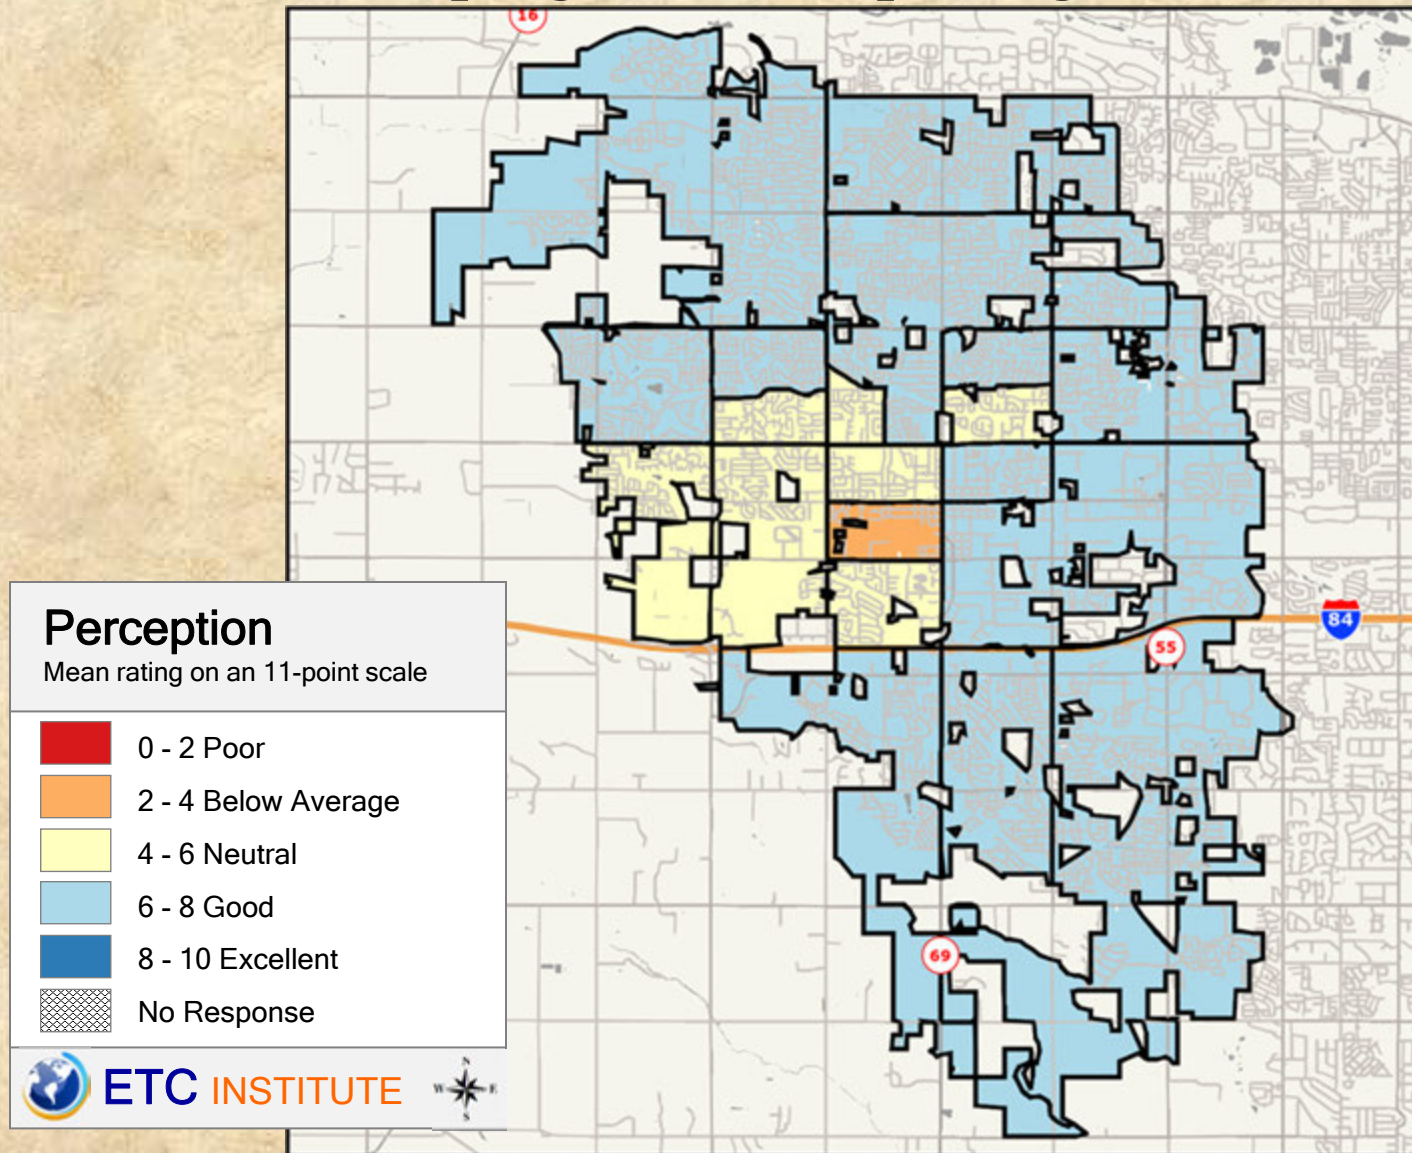 16
84
55
69
Perception
Mean rating on an 11-point scale
0 - 2 Poor
2 - 4 Below Average
4 - 6 Neutral
6 - 8 Good
8 - 10 Excellent
No Response
ETC INSTITUTE
N
W E
S